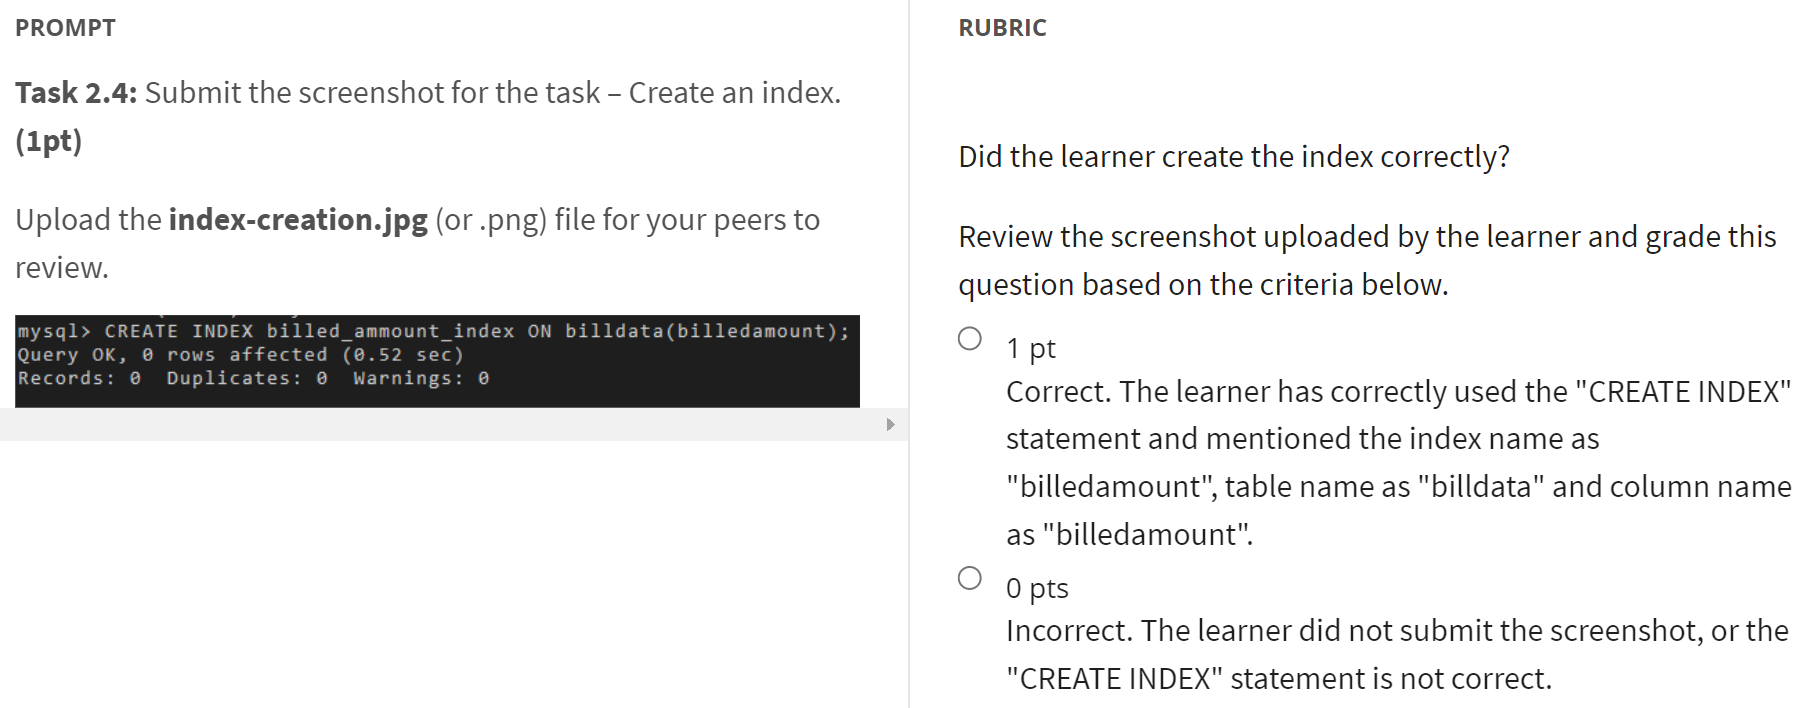 PROMPT
Task 2.4: Submit the screenshot for the task – Create an index.
(1pt)
Upload the index-creation.jpg (or .png) file for your peers to
review.
mysql> CREATE INDEX billed_ammount_index ON billdata(billedamount);
Query OK, 0 rows affected (0.52 sec)
Records: 0  Duplicates: 0  Warnings: 0
RUBRIC
Did the learner create the index correctly?
Review the screenshot uploaded by the learner and grade this
question based on the criteria below.
1 pt
Correct. The learner has correctly used the "CREATE INDEX"
statement and mentioned the index name as
"billedamount", table name as "billdata" and column name
as "billedamount".
0 pts
Incorrect. The learner did not submit the screenshot, or the
"CREATE INDEX" statement is not correct.